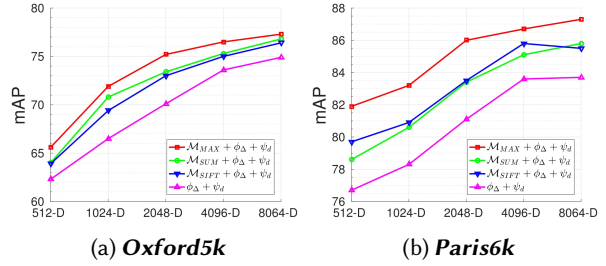 80
75
70
65
60
mAP
512-D 1024-D 2048-D 4096-D 8064-D
M_MAX + ϕ_Δ + ψ_d
M_SUM + ϕ_Δ + ψ_d
M_SIFT + ϕ_Δ + ψ_d
ϕ_Δ + ψ_d
(a) Oxford5k
88
86
84
82
80
78
76
mAP
512-D 1024-D 2048-D 4096-D 8064-D
M_MAX + ϕ_Δ + ψ_d
M_SUM + ϕ_Δ + ψ_d
M_SIFT + ϕ_Δ + ψ_d
ϕ_Δ + ψ_d
(b) Paris6k